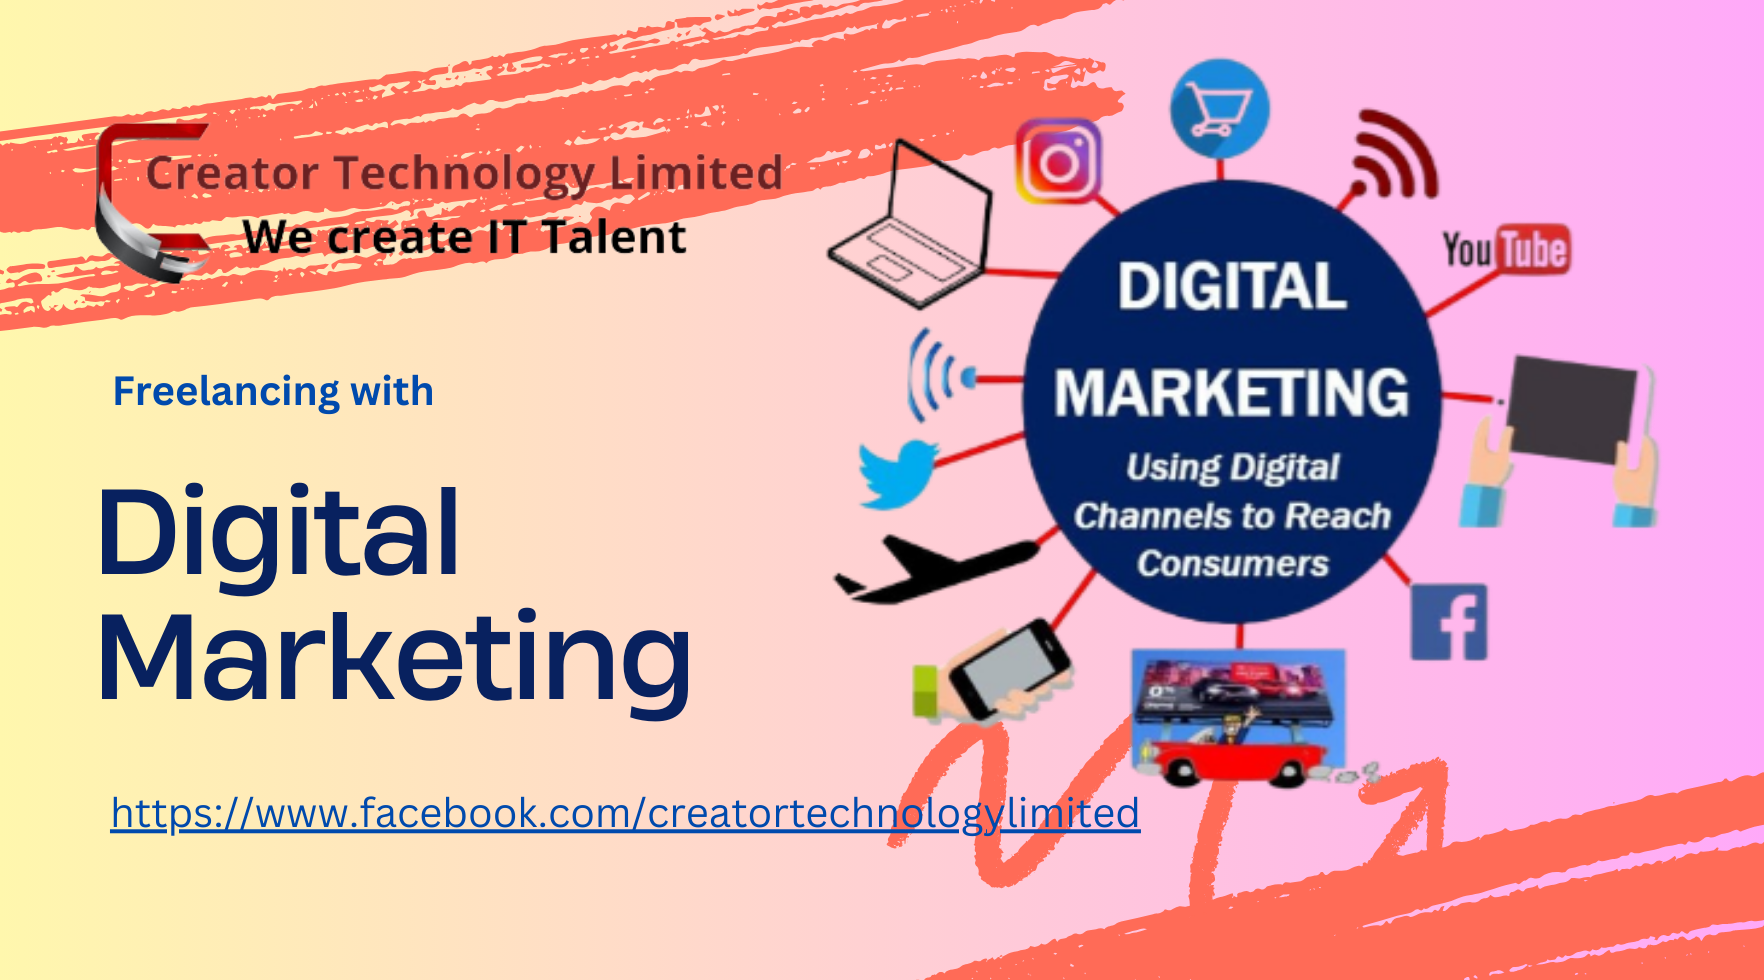 Creator Technology Limited
We create IT Talent
Freelancing with
Digital
Marketing
https://www.facebook.com/creatortechnologylimited
DIGITAL
MARKETING
Using Digital
Channels to Reach
Consumers
YouTube
0%